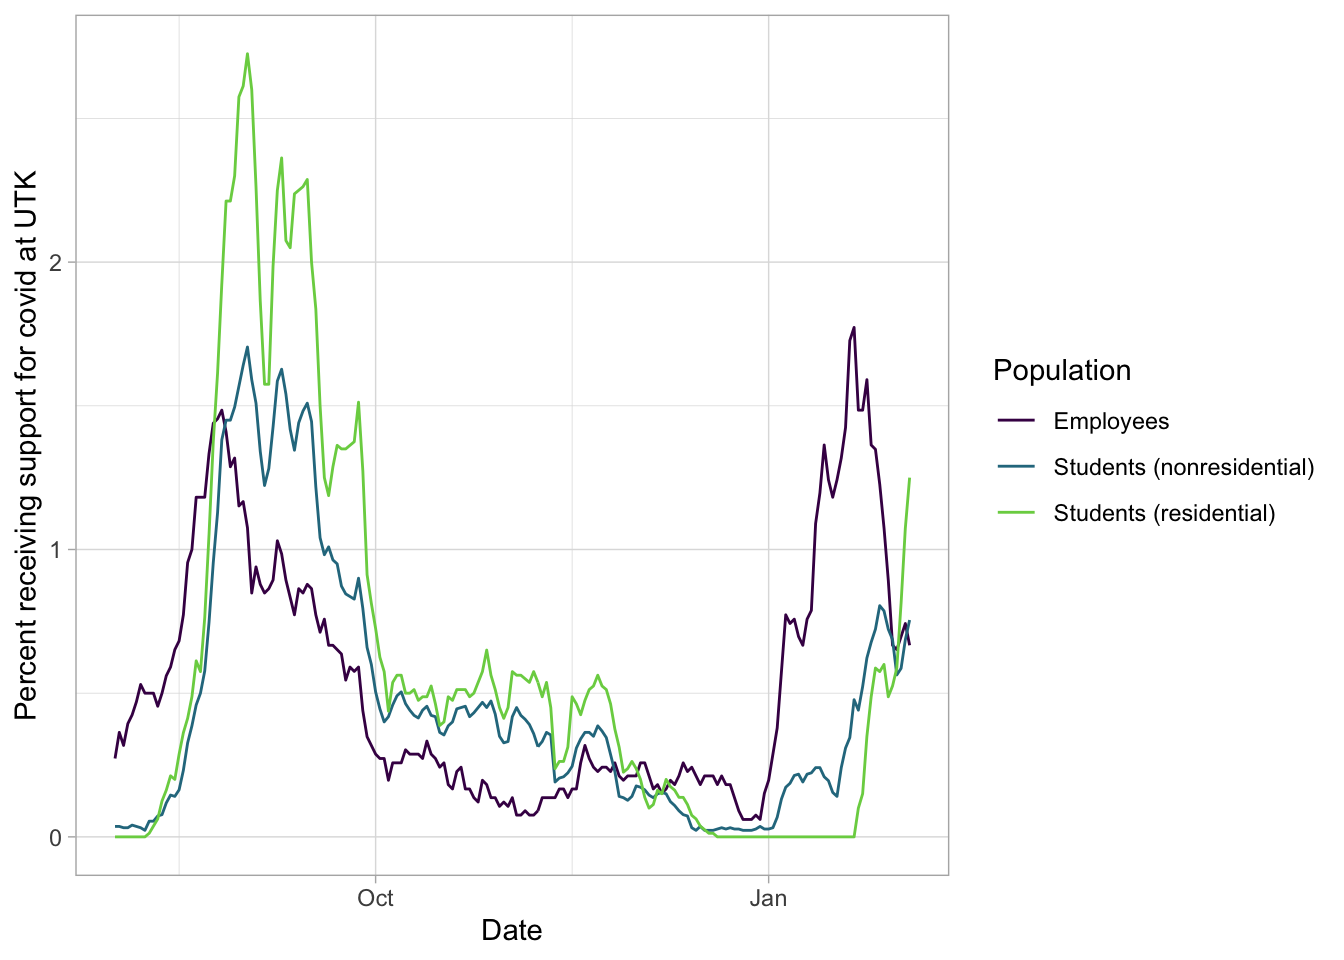 Percent receiving support for covid at UTK
2
1
0
Oct
Jan
Date
Population
Employees
Students (nonresidential)
Students (residential)